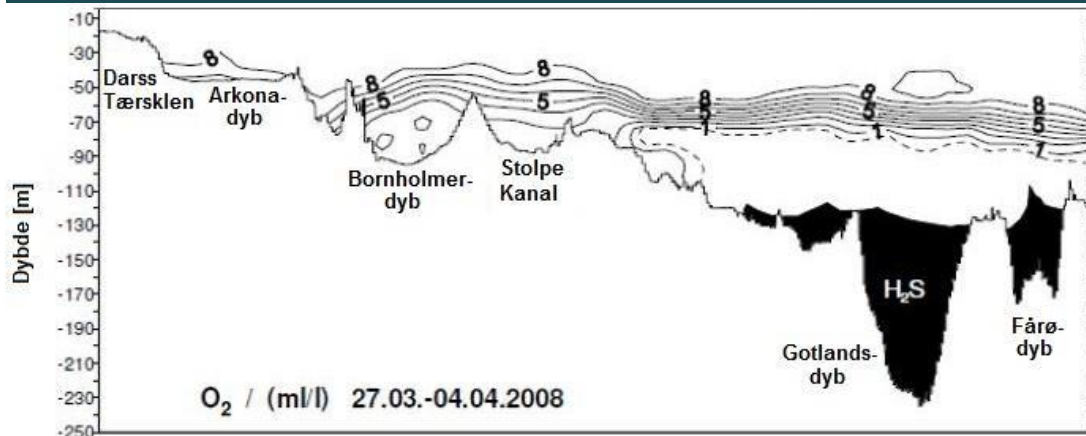 -10
-30
-50
-70
-90
-110
-130
-150
-170
-190
-210
-230
-250
Dybde [m]
Darss
Tærsklen
Arkona-
dyb
Bornholmer-
dyb
Stolpe
Kanal
Gotlands-
dyb
Fårø-
dyb
H₂S
8
8
5
8
5
8
5
1
8
5
1
8
5
1
O₂ / (ml/l) 27.03.-04.04.2008